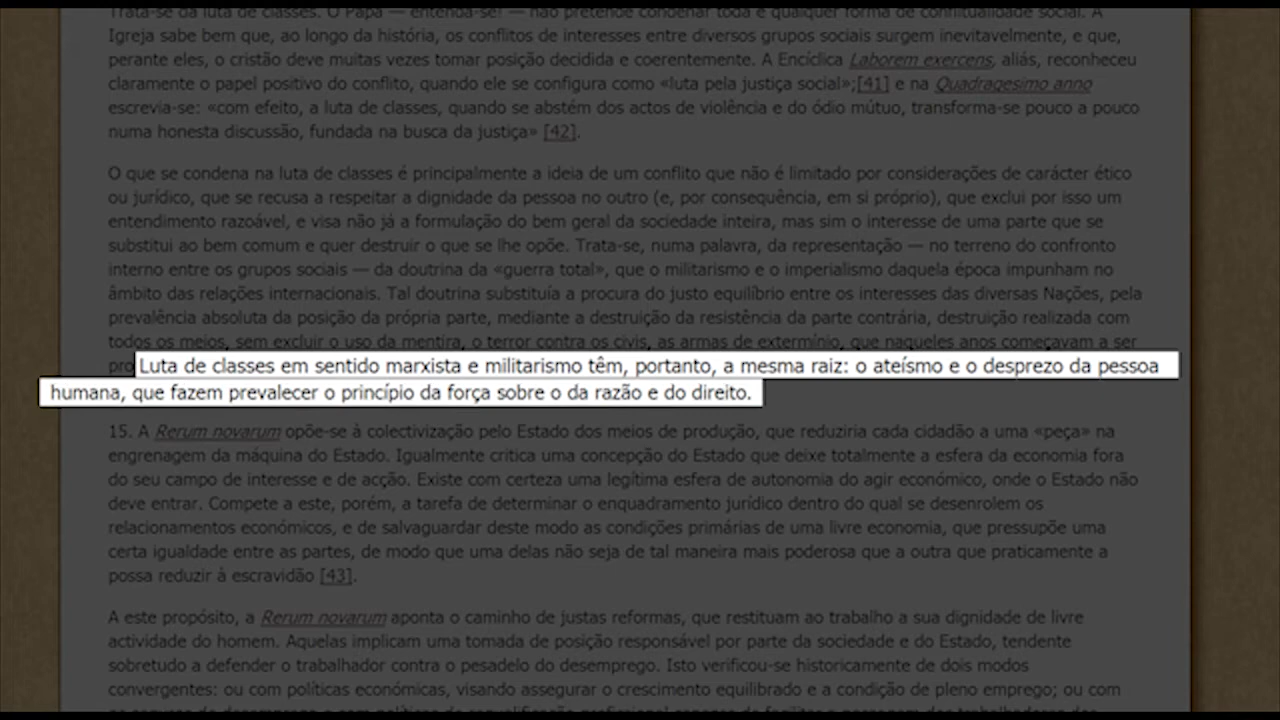 Trata-se da luta de classes. O Papa — entenda-se! — não pretende condenar toda e qualquer forma de conflitualidade social. A
Igreja sabe bem que, ao longo da história, os conflitos de interesses entre diversos grupos sociais surgem inevitavelmente, e que,
perante eles, o cristão deve muitas vezes tomar posição decidida e coerentemente. A Encíclica Laborem exercens, aliás, reconheceu
claramente o papel positivo do conflito, quando ele se configura como «luta pela justiça social»;[41] e na Quadragesimo anno
escrevia-se: «com efeito, a luta de classes, quando se abstém dos actos de violência e do ódio mútuo, transforma-se pouco a pouco
numa honesta discussão, fundada na busca da justiça» [42].
O que se condena na luta de classes é principalmente a ideia de um conflito que não é limitado por considerações de carácter ético
ou jurídico, que se recusa a respeitar a dignidade da pessoa no outro (e, por consequência, em si próprio), que exclui por isso um
entendimento razoável, e visa não já a formulação do bem geral da sociedade inteira, mas sim o interesse de uma parte que se
substitui ao bem comum e quer destruir o que se lhe opõe. Trata-se, numa palavra, da representação — no terreno do confronto
interno entre os grupos sociais — da doutrina da «guerra total», que o militarismo e o imperialismo daquela época impunham no
âmbito das relações internacionais. Tal doutrina substituía a procura do justo equilíbrio entre os interesses das diversas Nações, pela
prevalência absoluta da posição da própria parte, mediante a destruição da resistência da parte contrária, destruição realizada com
todos os meios, sem excluir o uso da mentira, o terror contra os civis, as armas de extermínio, que naqueles anos começavam a ser
pro Luta de classes em sentido marxista e militarismo têm, portanto, a mesma raiz: o ateísmo e o desprezo da pessoa
humana, que fazem prevalecer o princípio da força sobre o da razão e do direito.
15. A Rerum novarum opõe-se à colectivização pelo Estado dos meios de produção, que reduziria cada cidadão a uma «peça» na
engrenagem da máquina do Estado. Igualmente critica uma concepção do Estado que deixe totalmente a esfera da economia fora
do seu campo de interesse e de acção. Existe com certeza uma legítima esfera de autonomia do agir económico, onde o Estado não
deve entrar. Compete a este, porém, a tarefa de determinar o enquadramento jurídico dentro do qual se desenrolem os
relacionamentos económicos, e de salvaguardar deste modo as condições primárias de uma livre economia, que pressupõe uma
certa igualdade entre as partes, de modo que uma delas não seja de tal maneira mais poderosa que a outra que praticamente a
possa reduzir à escravidão [43].
A este propósito, a Rerum novarum aponta o caminho de justas reformas, que restituam ao trabalho a sua dignidade de livre
actividade do homem. Aquelas implicam uma tomada de posição responsável por parte da sociedade e do Estado, tendente
sobretudo a defender o trabalhador contra o pesadelo do desemprego. Isto verificou-se historicamente de dois modos
convergentes: ou com políticas económicas, visando assegurar o crescimento equilibrado e a condição de pleno emprego; ou com